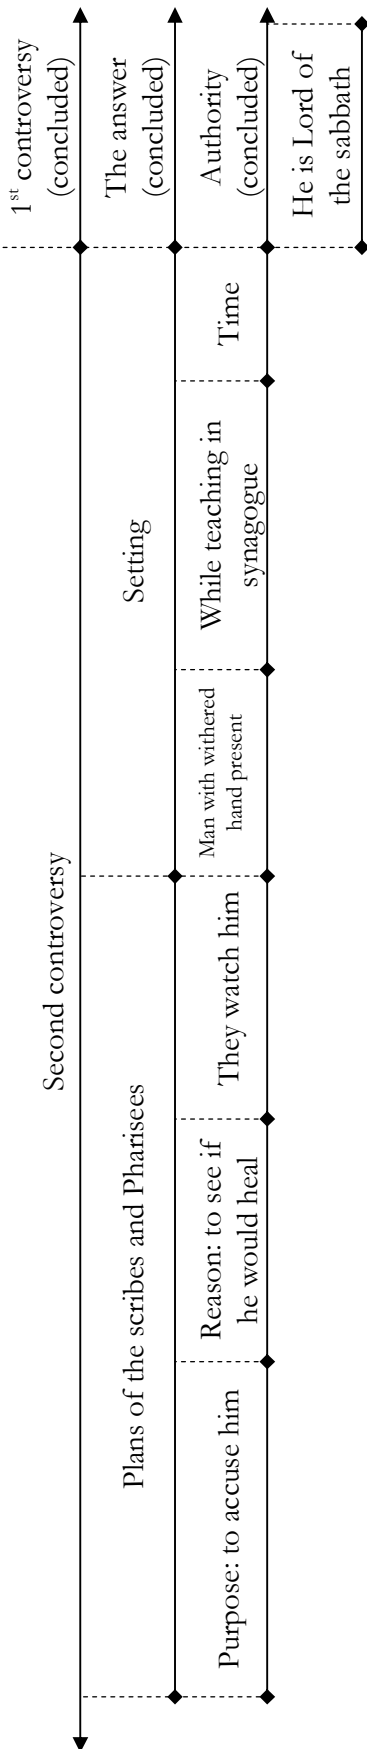 Second controversy
1st controversy
(concluded)
Plans of the scribes and Pharisees
Setting
The answer
(concluded)
Purpose: to accuse him
Reason: to see if
he would heal
They watch him
Man with withered
hand present
While teaching in
synagogue
Time
Authority
(concluded)
He is Lord of
the sabbath